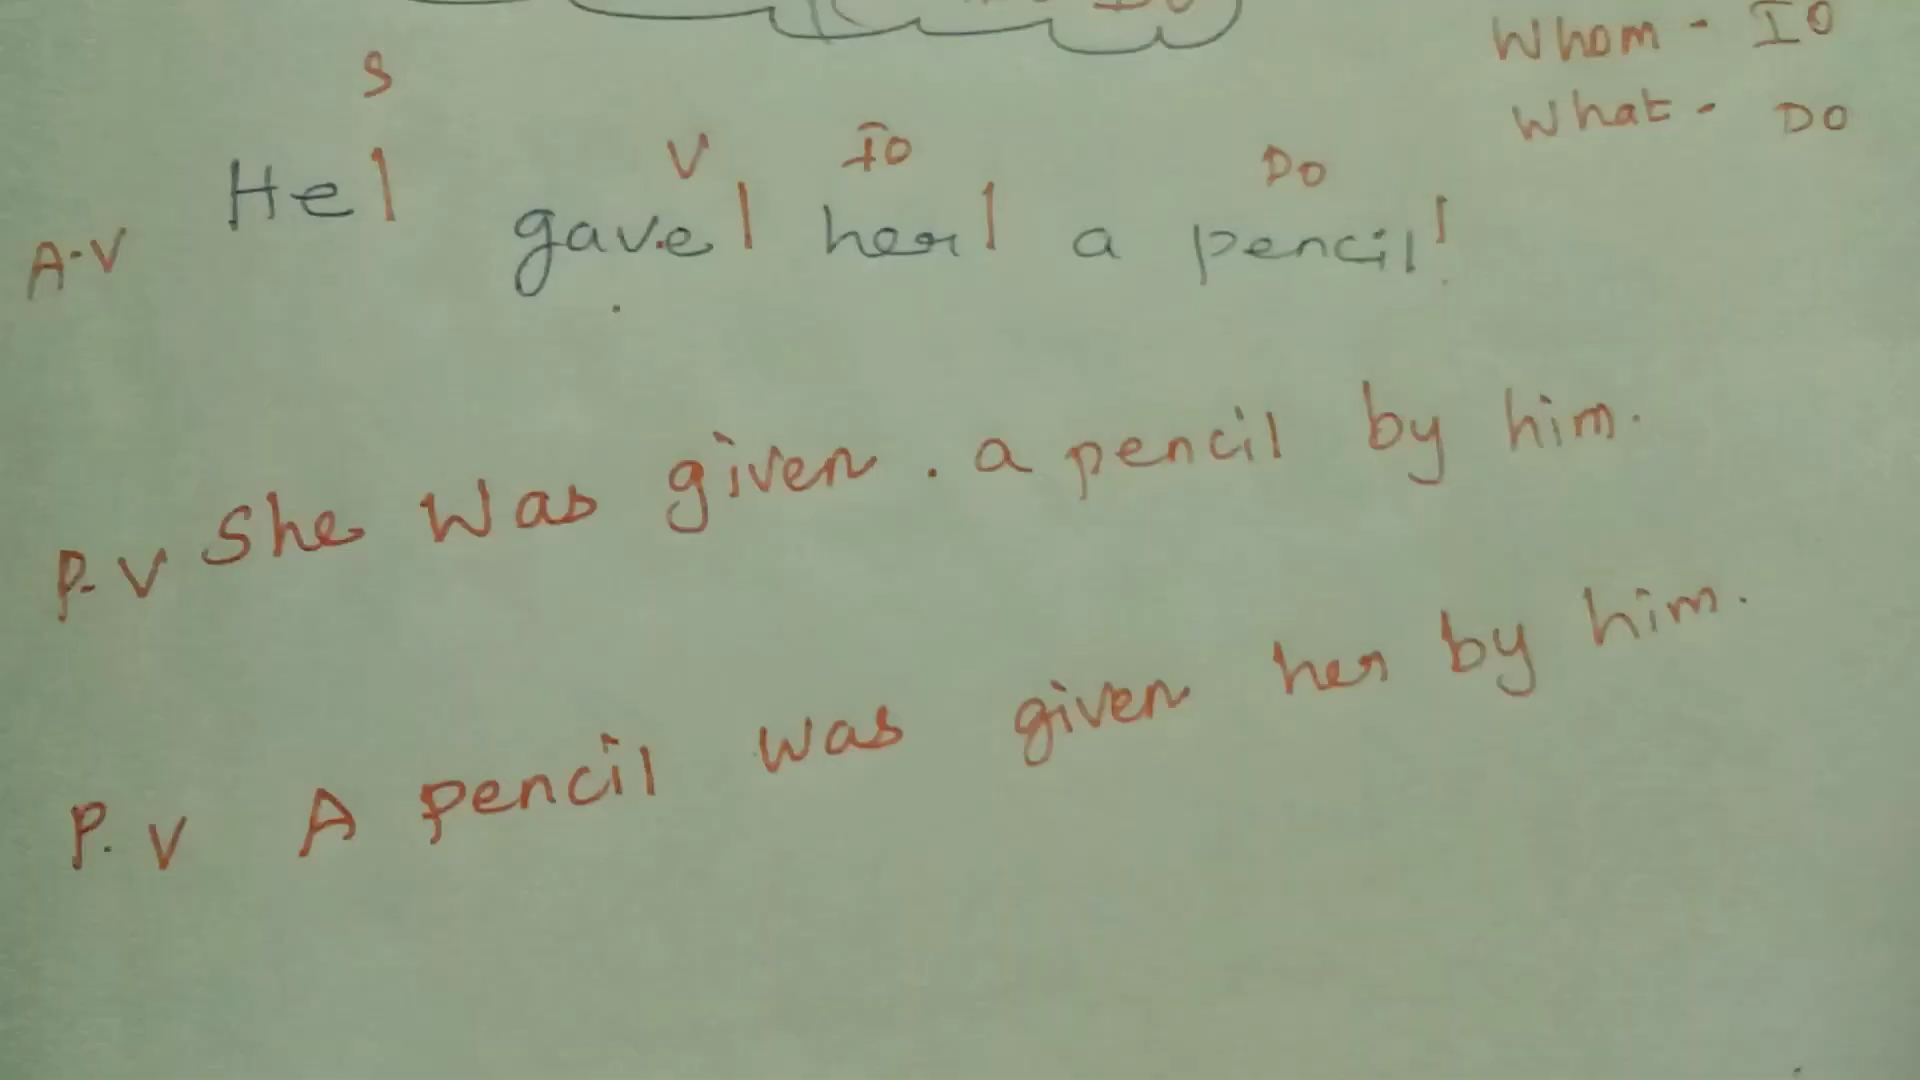 Whom - IO
What - DO
S
V IO DO
A.V He | gave | her | a pencil |
P.V She was given . a pencil by him.
P.V A pencil was given her by him.